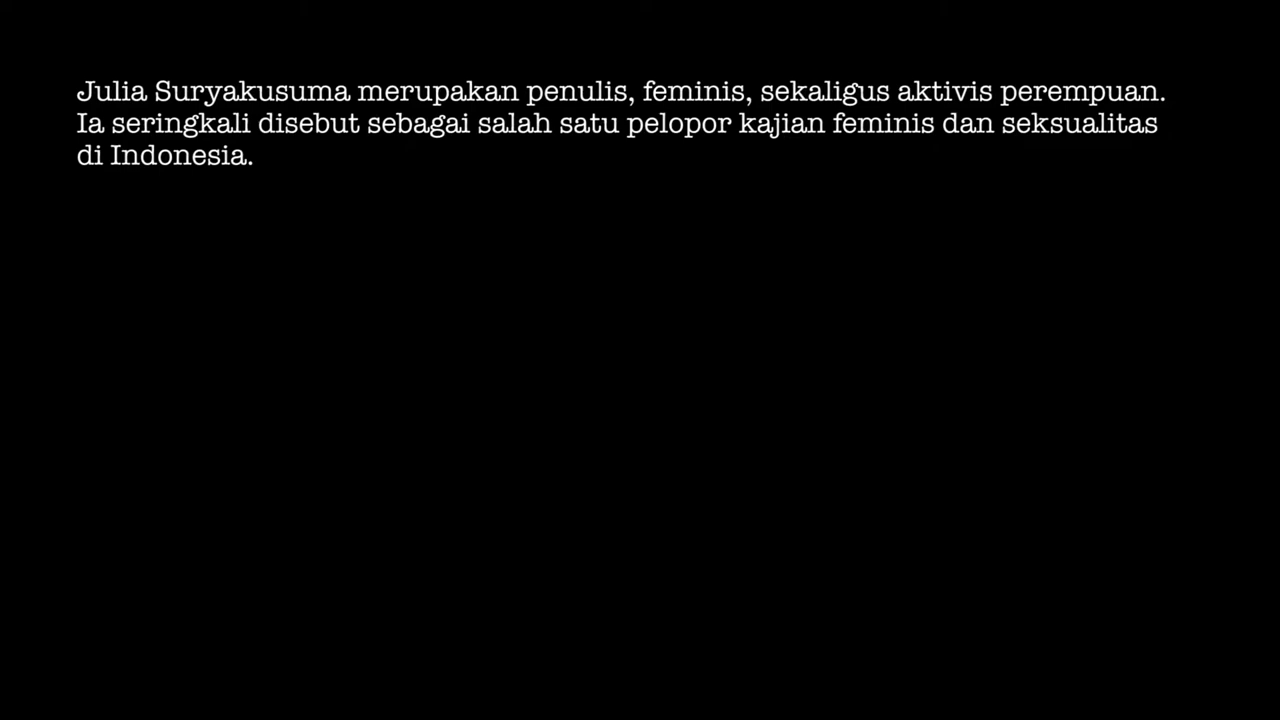 Julia Suryakusuma merupakan penulis, feminis, sekaligus aktivis perempuan.
Ia seringkali disebut sebagai salah satu pelopor kajian feminis dan seksualitas
di Indonesia.